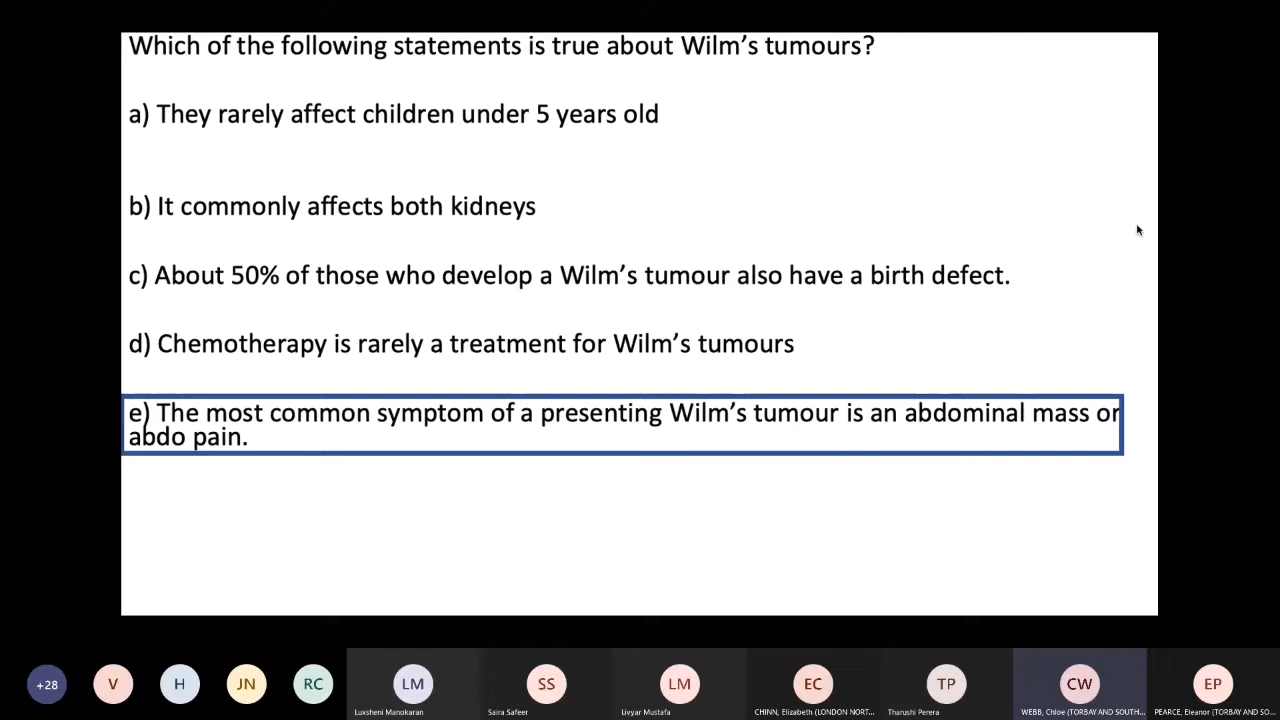 Which of the following statements is true about Wilm’s tumours?
a) They rarely affect children under 5 years old
b) It commonly affects both kidneys
c) About 50% of those who develop a Wilm’s tumour also have a birth defect.
d) Chemotherapy is rarely a treatment for Wilm’s tumours
e) The most common symptom of a presenting Wilm’s tumour is an abdominal mass or
abdo pain.
+28 V H JN RC LM SS LM EC TP CW EP
Luxsheni Manokaran Saira Safeer Livyar Mustafa CHINN, Elizabeth (LONDON NORT... Tharushi Perera WEBB, Chloe (TORBAY AND SOUTH... PEARCE, Eleanor (TORBAY AND SO...